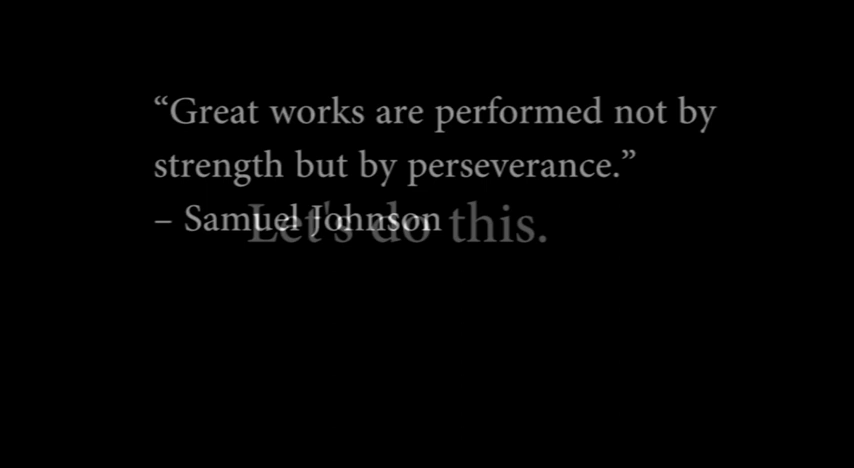 “Great works are performed not by
strength but by perseverance.”
– Samuel Johnson
Let's do this.